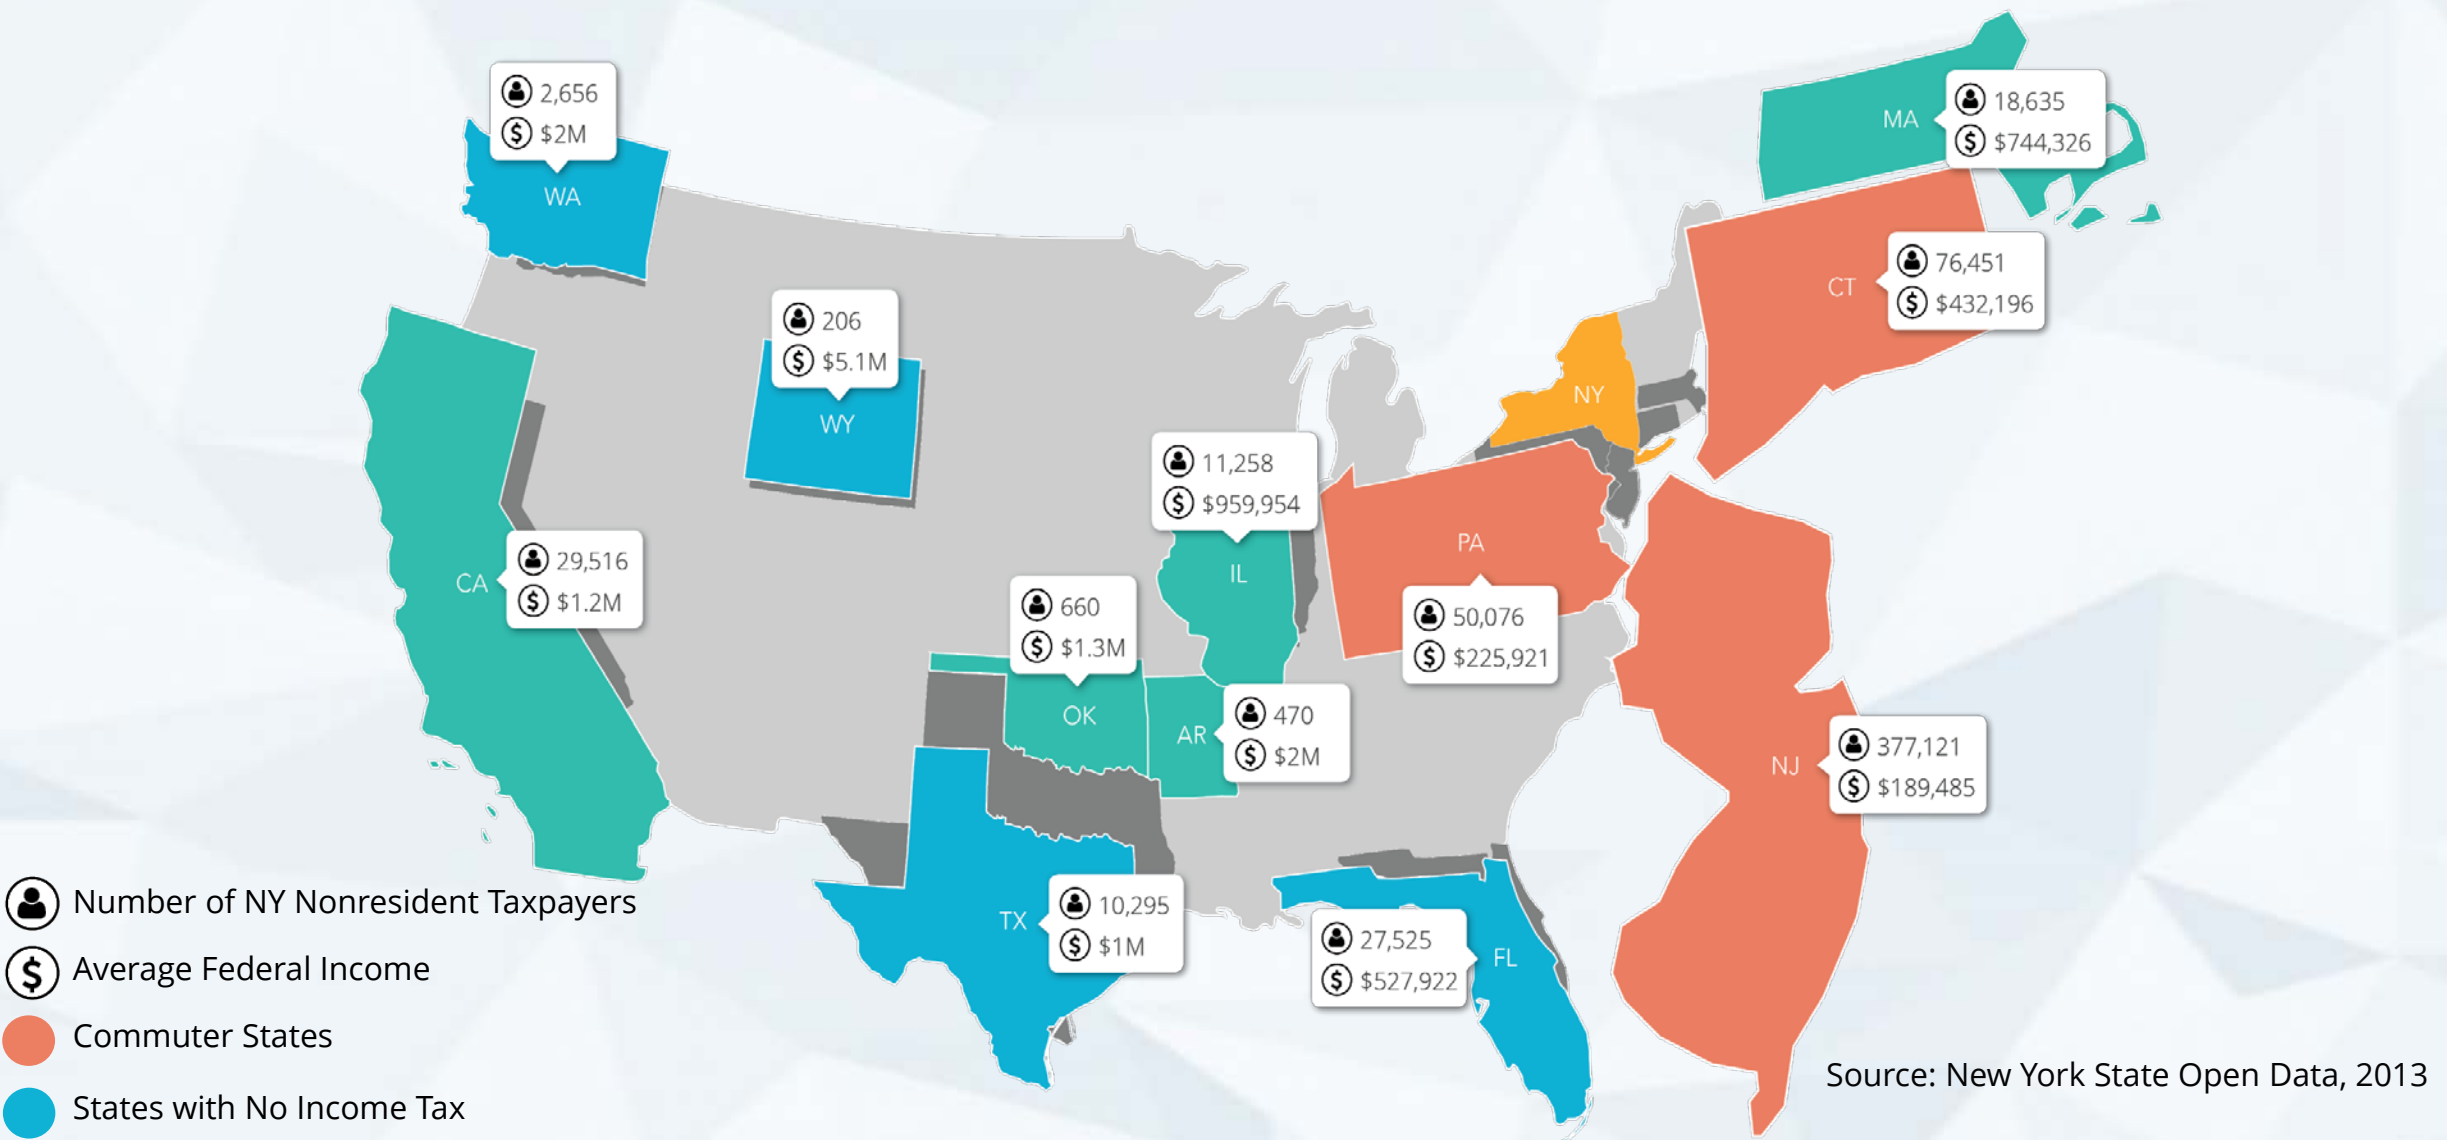 2,656
$2M
WA
18,635
$744,326
MA
76,451
$432,196
CT
206
$5.1M
WY
NY
11,258
$959,954
IL
29,516
$1.2M
CA
PA
50,076
$225,921
660
$1.3M
OK
470
$2M
AR
377,121
$189,485
NJ
10,295
$1M
TX
27,525
$527,922
FL
Number of NY Nonresident Taxpayers
Average Federal Income
Commuter States
States with No Income Tax
Source: New York State Open Data, 2013